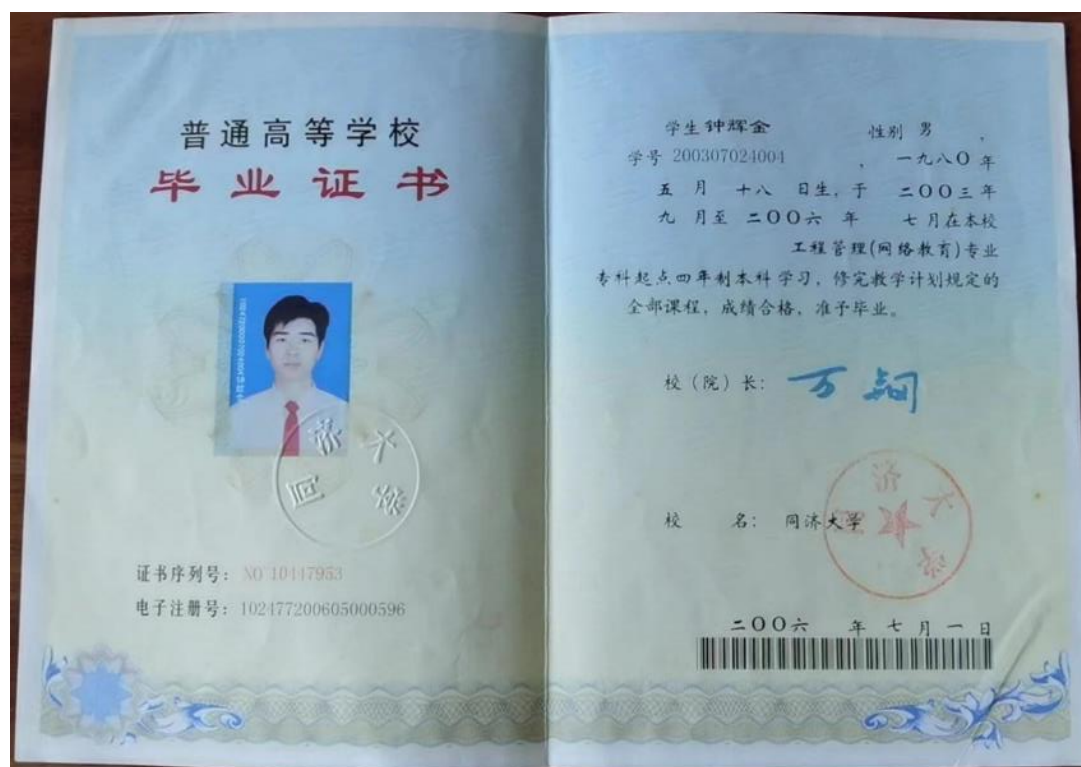 普通高等学校
毕业证书
证书序列号: NO 10447953
电子注册号: 102477200605000596
学生 钟辉金 性别 男 ,
学号 200307024004 , 一九八〇 年
五 月 十八 日生, 于 二〇〇三 年
九 月至 二〇〇六 年 七 月在本校
工程管理(网络教育)专业
专科起点四年制本科学习, 修完教学计划规定的
全部课程, 成绩合格, 准予毕业。
校(院)长: 万钢
校 名: 同济大学
同济大学
二〇〇六 年 七 月 一 日